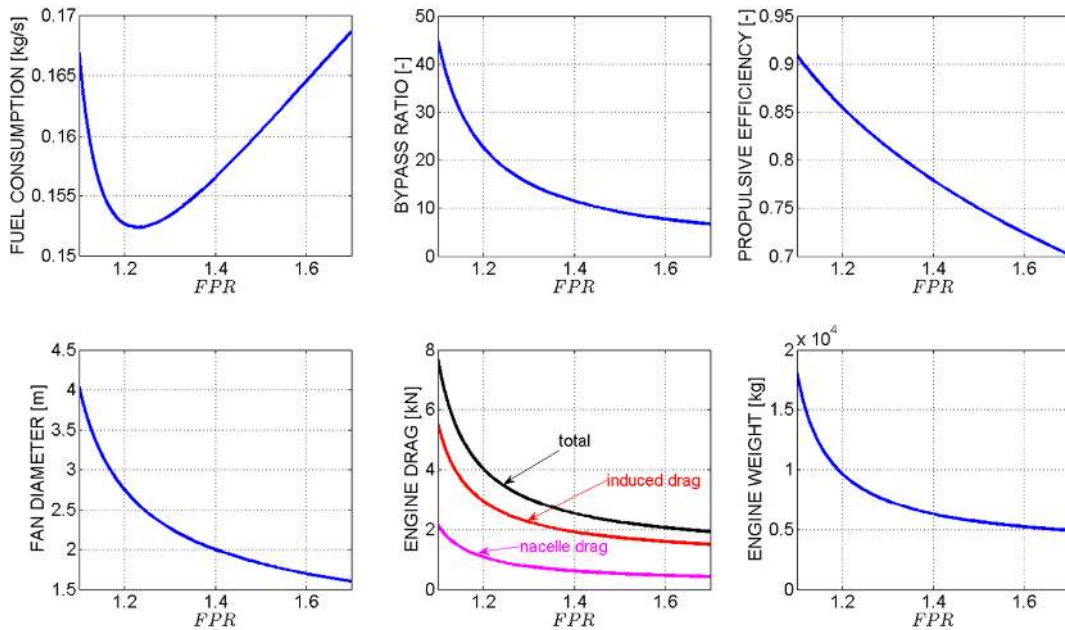 FUEL CONSUMPTION [kg/s]
0.17
0.165
0.16
0.155
0.15
1.2 1.4 1.6
FPR
BYPASS RATIO [-]
50
40
30
20
10
0
1.2 1.4 1.6
FPR
PROPULSIVE EFFICIENCY [-]
0.95
0.9
0.85
0.8
0.75
0.7
1.2 1.4 1.6
FPR
FAN DIAMETER [m]
4.5
4
3.5
3
2.5
2
1.5
1.2 1.4 1.6
FPR
ENGINE DRAG [kN]
8
6
4
2
0
total
induced drag
nacelle drag
1.2 1.4 1.6
FPR
ENGINE WEIGHT [kg]
x 10⁴
2
1.5
1
0.5
0
1.2 1.4 1.6
FPR